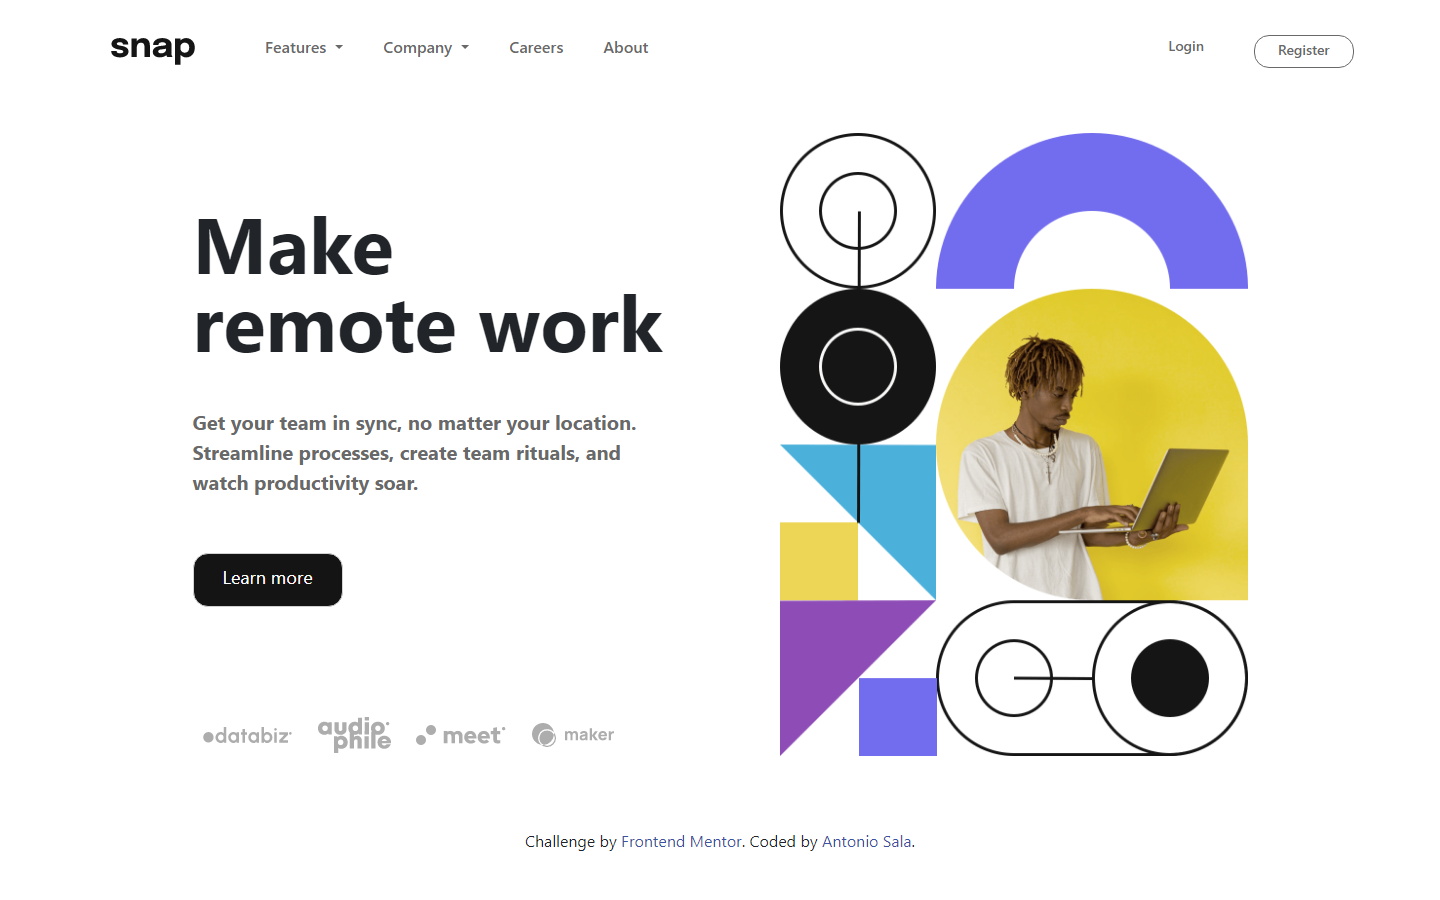 snap
Features
Company
Careers
About
Login
Register
Make
remote work
Get your team in sync, no matter your location.
Streamline processes, create team rituals, and
watch productivity soar.
Learn more
databiz
audiophile
meet
maker
Challenge by Frontend Mentor. Coded by Antonio Sala.